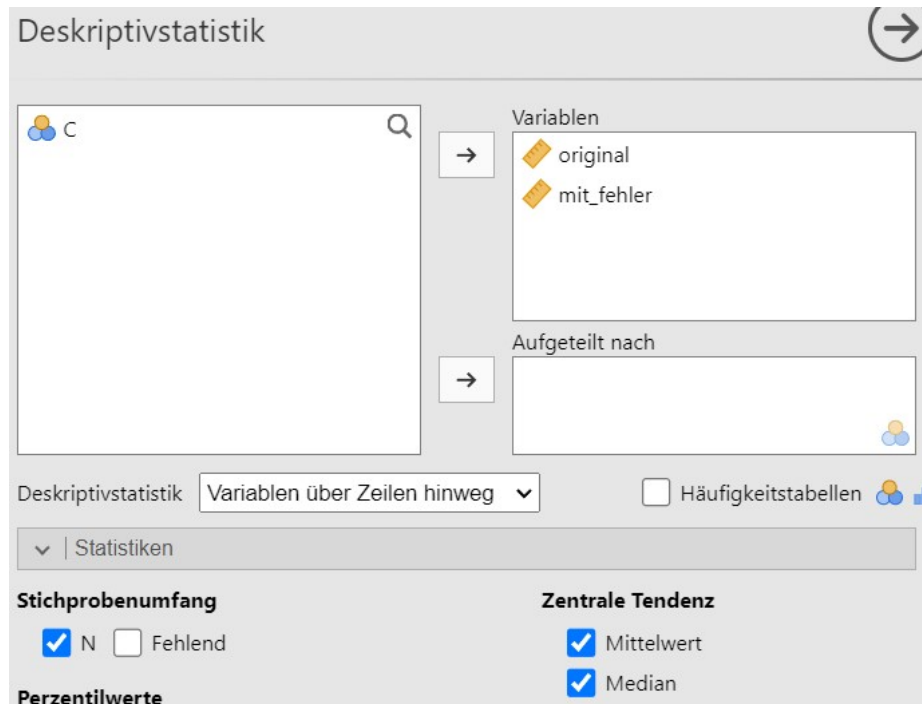 Deskriptivstatistik
C
Variablen
original
mit_fehler
Aufgeteilt nach
Deskriptivstatistik Variablen über Zeilen hinweg Häufigkeitstabellen
Statistiken
Stichprobenumfang Zentrale Tendenz
N Fehlend Mittelwert
Median
Perzentilwerte